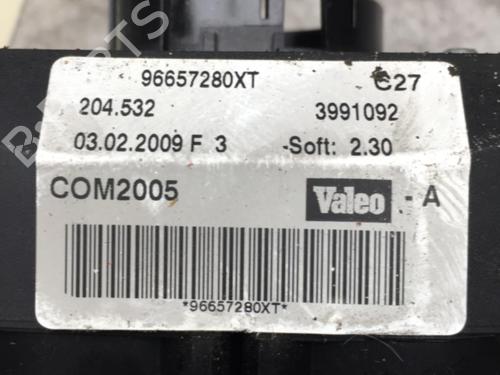 96657280XT C27
204.532 3991092
03.02.2009 F 3 -Soft: 2.30
COM2005 Valeo - A
*96657280XT*